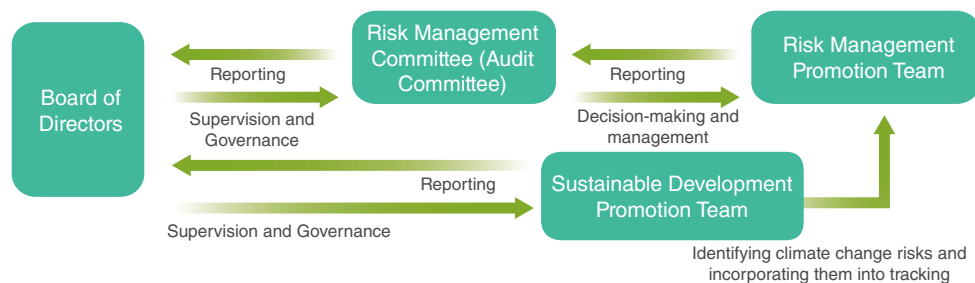 Board of
Directors
Reporting
Supervision and
Governance
Risk Management
Committee (Audit
Committee)
Reporting
Decision-making and
management
Risk Management
Promotion Team
Reporting
Supervision and Governance
Sustainable Development
Promotion Team
Identifying climate change risks and
incorporating them into tracking